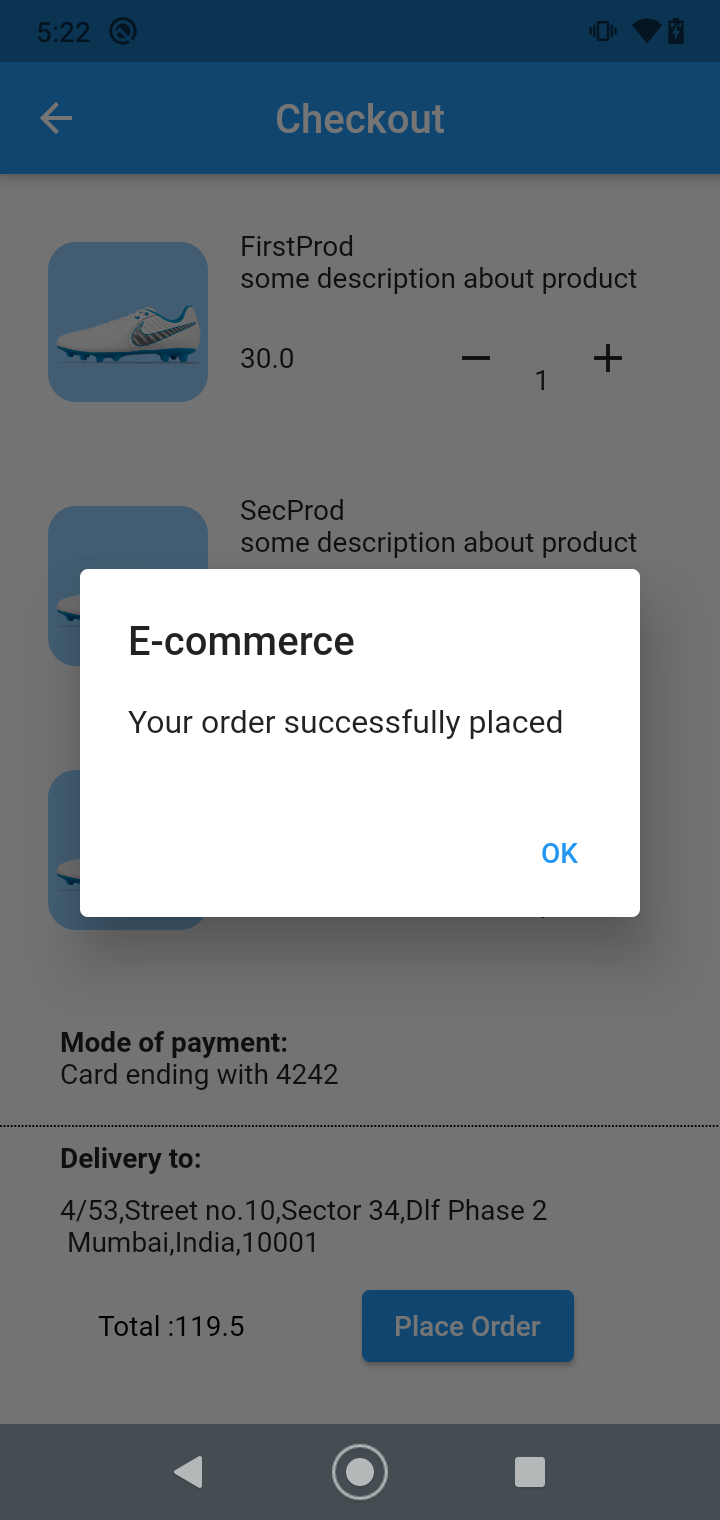 5:22
Checkout
FirstProd
some description about product
30.0
1
SecProd
some description about product
E-commerce
Your order successfully placed
OK
Mode of payment:
Card ending with 4242
Delivery to:
4/53,Street no.10,Sector 34,Dlf Phase 2
Mumbai,India,10001
Total :119.5
Place Order